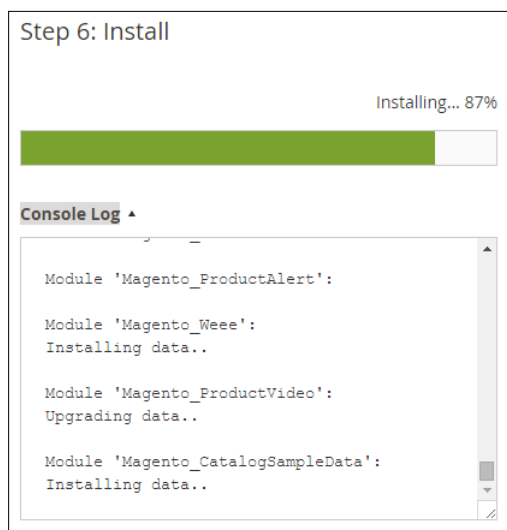 Step 6: Install
Installing... 87%
Console Log
Module 'Magento_ProductAlert':
Module 'Magento_Weee':
Installing data..
Module 'Magento_ProductVideo':
Upgrading data..
Module 'Magento_CatalogSampleData':
Installing data..